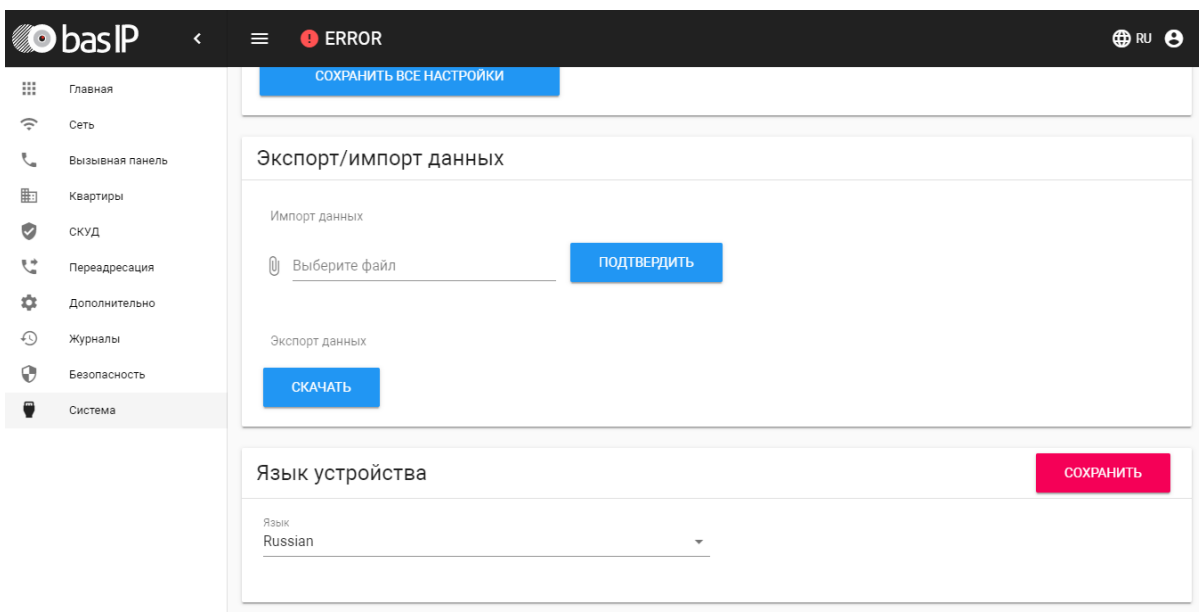 bas IP
ERROR
RU
Главная
Сеть
Вызывная панель
Квартиры
СКУД
Переадресация
Дополнительно
Журналы
Безопасность
Система
СОХРАНИТЬ ВСЕ НАСТРОЙКИ
Экспорт/импорт данных
Импорт данных
Выберите файл
ПОДТВЕРДИТЬ
Экспорт данных
СКАЧАТЬ
Язык устройства
СОХРАНИТЬ
Язык
Russian